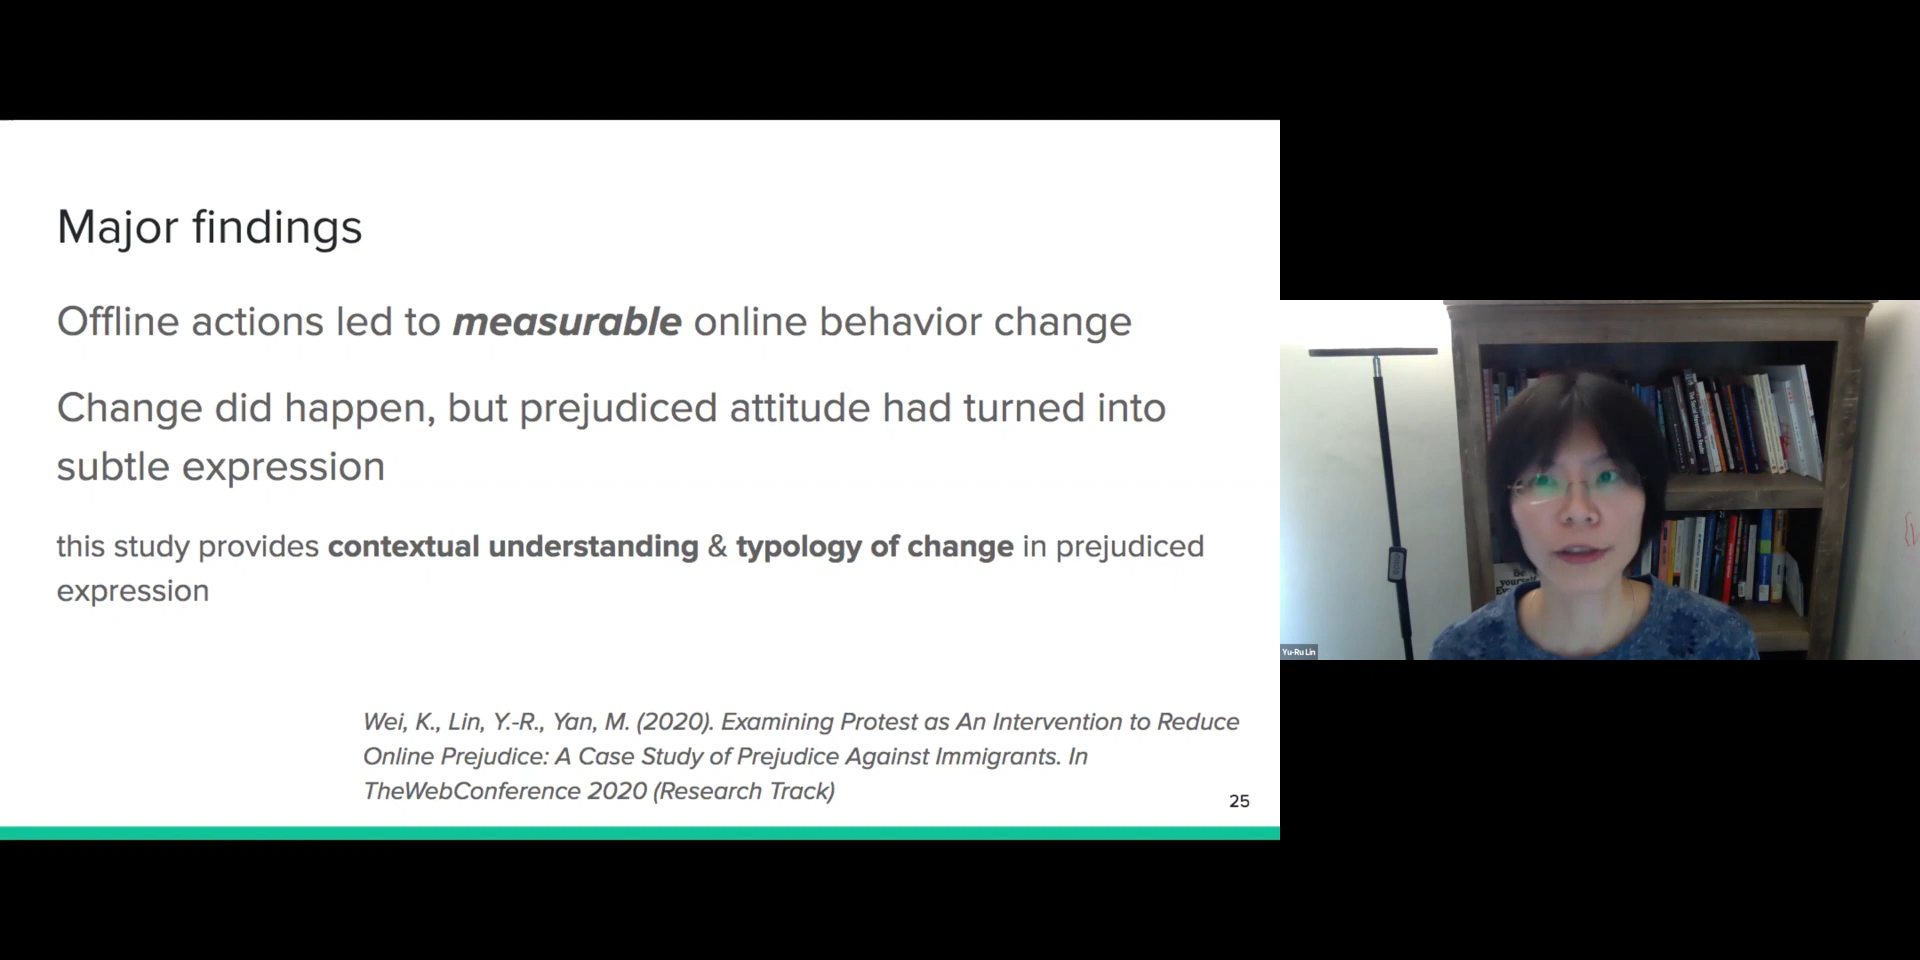 Major findings
Offline actions led to measurable online behavior change
Change did happen, but prejudiced attitude had turned into
subtle expression
this study provides contextual understanding & typology of change in prejudiced
expression
Wei, K., Lin, Y.-R., Yan, M. (2020). Examining Protest as An Intervention to Reduce
Online Prejudice: A Case Study of Prejudice Against Immigrants. In
TheWebConference 2020 (Research Track)
25
Yu-Ru Lin